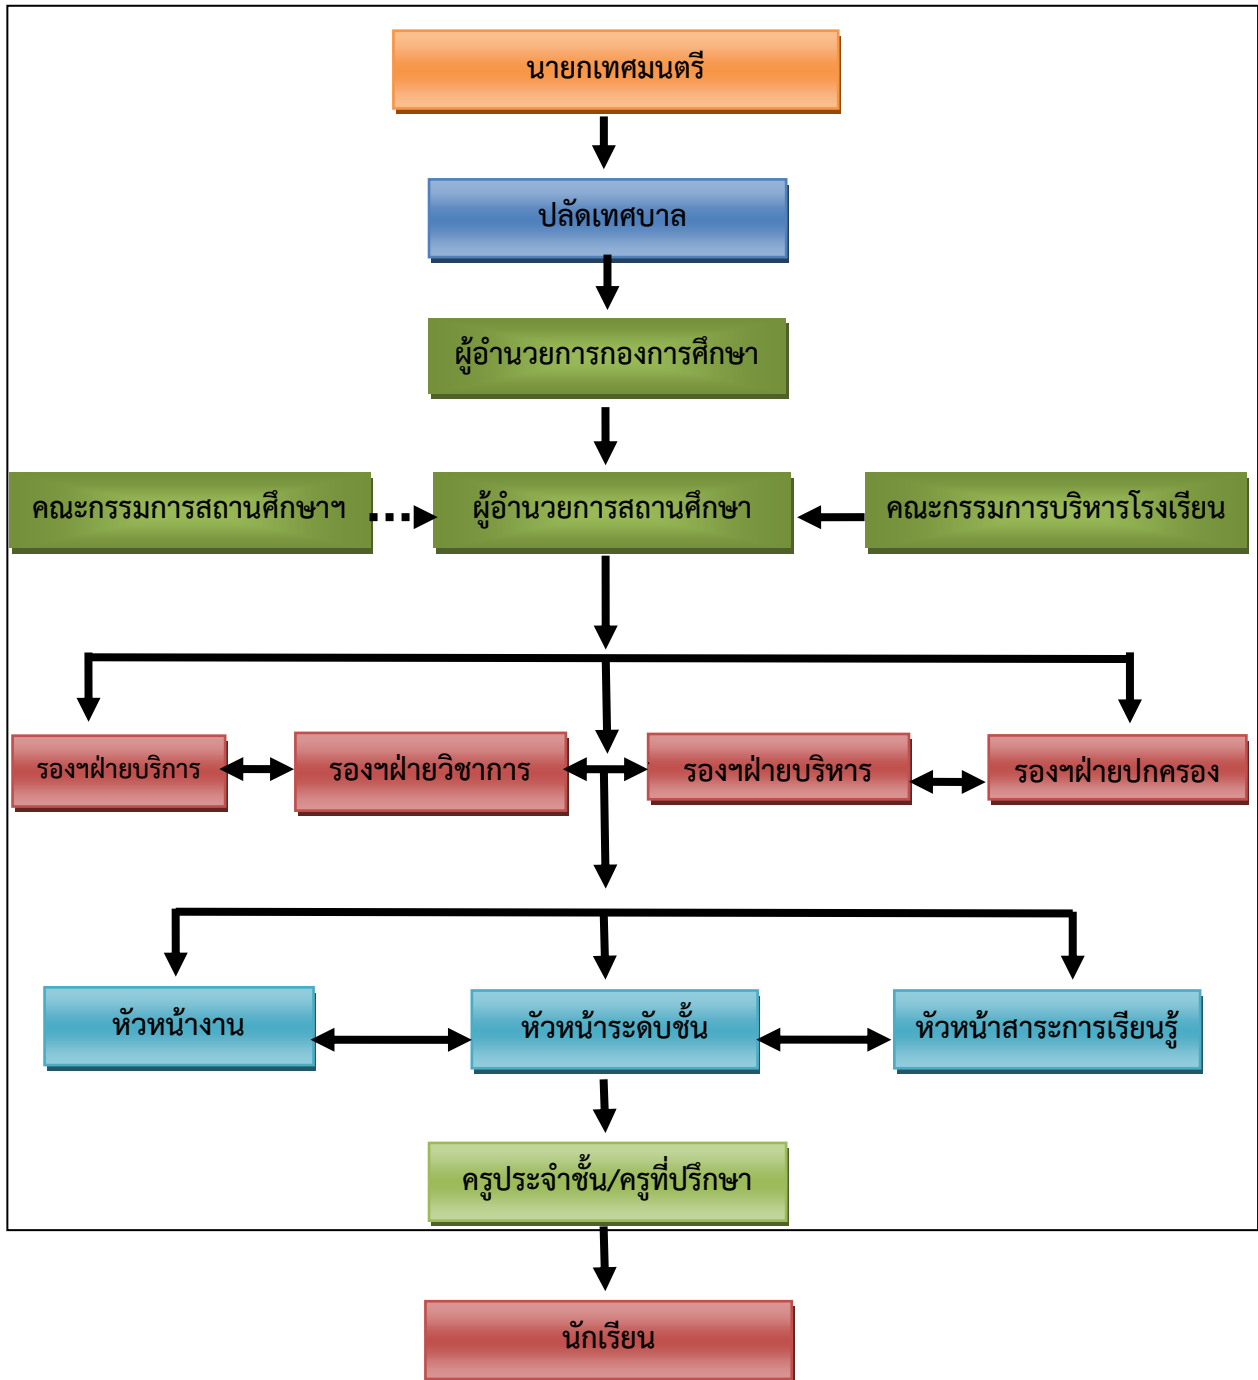 นายกเทศมนตรี
ปลัดเทศบาล
ผู้อำนวยการกองการศึกษา
คณะกรรมการสถานศึกษาฯ
ผู้อำนวยการสถานศึกษา
คณะกรรมการบริหารโรงเรียน
รองฯฝ่ายบริการ
รองฯฝ่ายวิชาการ
รองฯฝ่ายบริหาร
รองฯฝ่ายปกครอง
หัวหน้างาน
หัวหน้าระดับชั้น
หัวหน้าสาระการเรียนรู้
ครูประจำชั้น/ครูที่ปรึกษา
นักเรียน